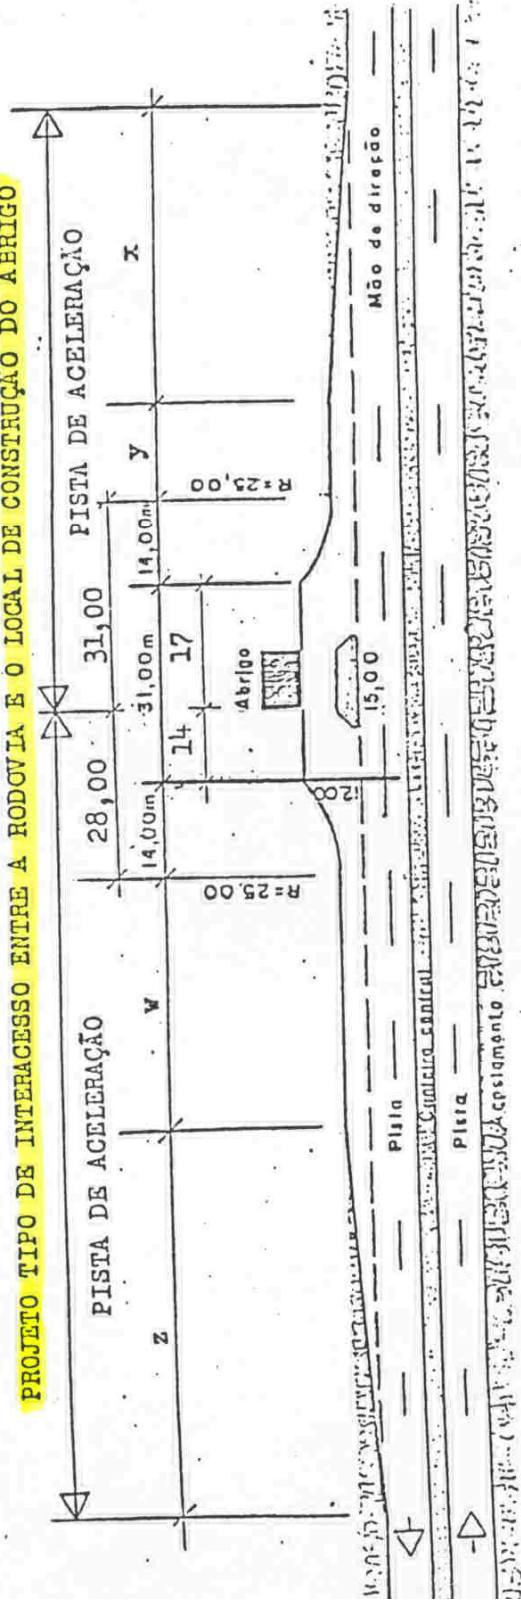 PROJETO TIPO DE INTERACESSO ENTRE A RODOVIA E O LOCAL DE CONSTRUÇÃO DO ABRIGO
PISTA DE ACELERAÇÃO
PISTA DE ACELERAÇÃO
28,00
31,00
z
w
14,00m
31,00m
14,00m
y
x
14
17
R=25.00
R=25,00
Abrigo
200
15,00
Mão de direção
Pista
Canteiro central
Pista
Acostamento